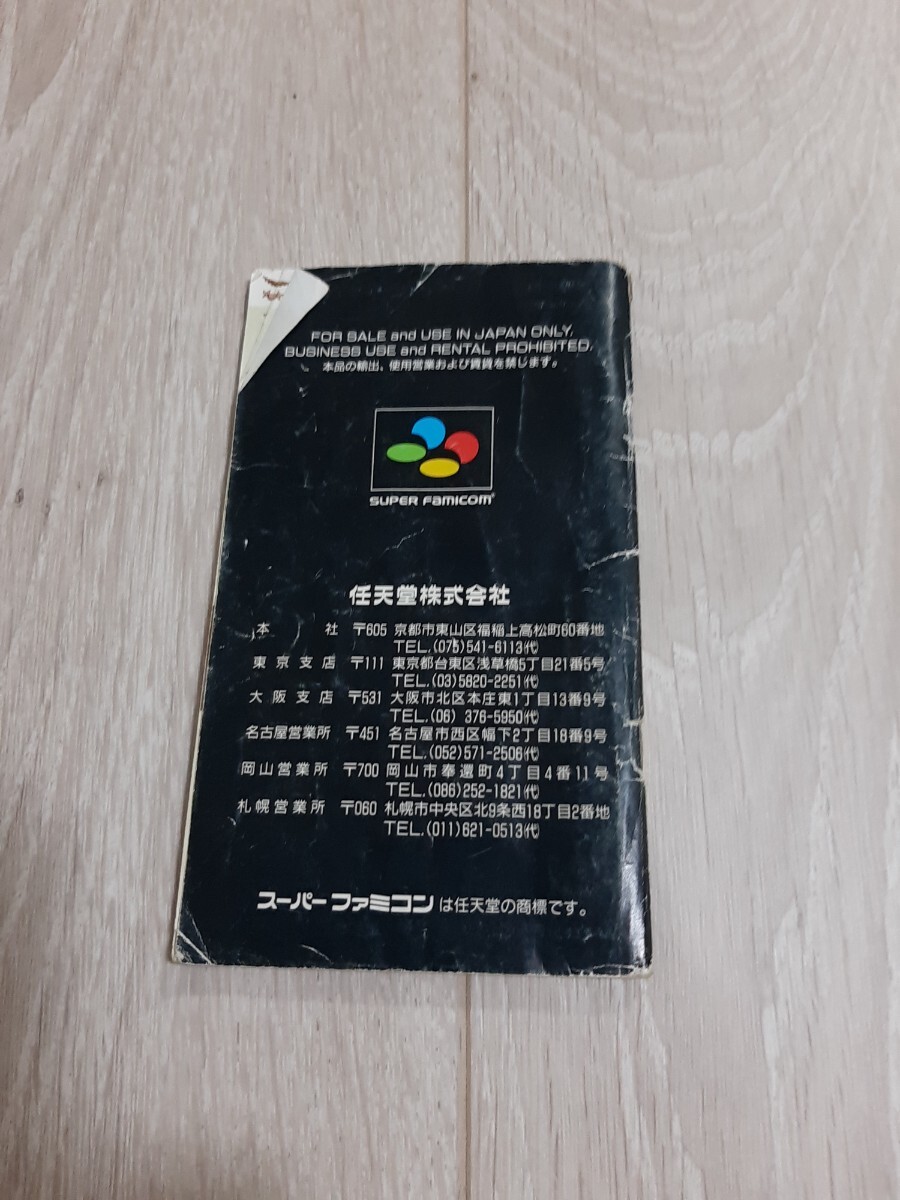 FOR SALE and USE IN JAPAN ONLY.
BUSINESS USE and RENTAL PROHIBITED.
本品の輸出、使用営業および賃貸を禁じます。
SUPER Famicom
任天堂株式会社
本社 〒605 京都市東山区福稲上高松町60番地
TEL.(075)541-6113代
東京支店 〒111 東京都台東区浅草橋5丁目21番5号
TEL.(03)5820-2251代
大阪支店 〒531 大阪市北区本庄東1丁目13番9号
TEL.(06) 376-5950代
名古屋営業所 〒451 名古屋市西区幅下2丁目18番9号
TEL.(052)571-2506代
岡山営業所 〒700 岡山市奉還町4丁目4番11号
TEL.(086)252-1821代
札幌営業所 〒060 札幌市中央区北9条西18丁目2番地
TEL.(011)621-0513代
スーパーファミコンは任天堂の商標です。